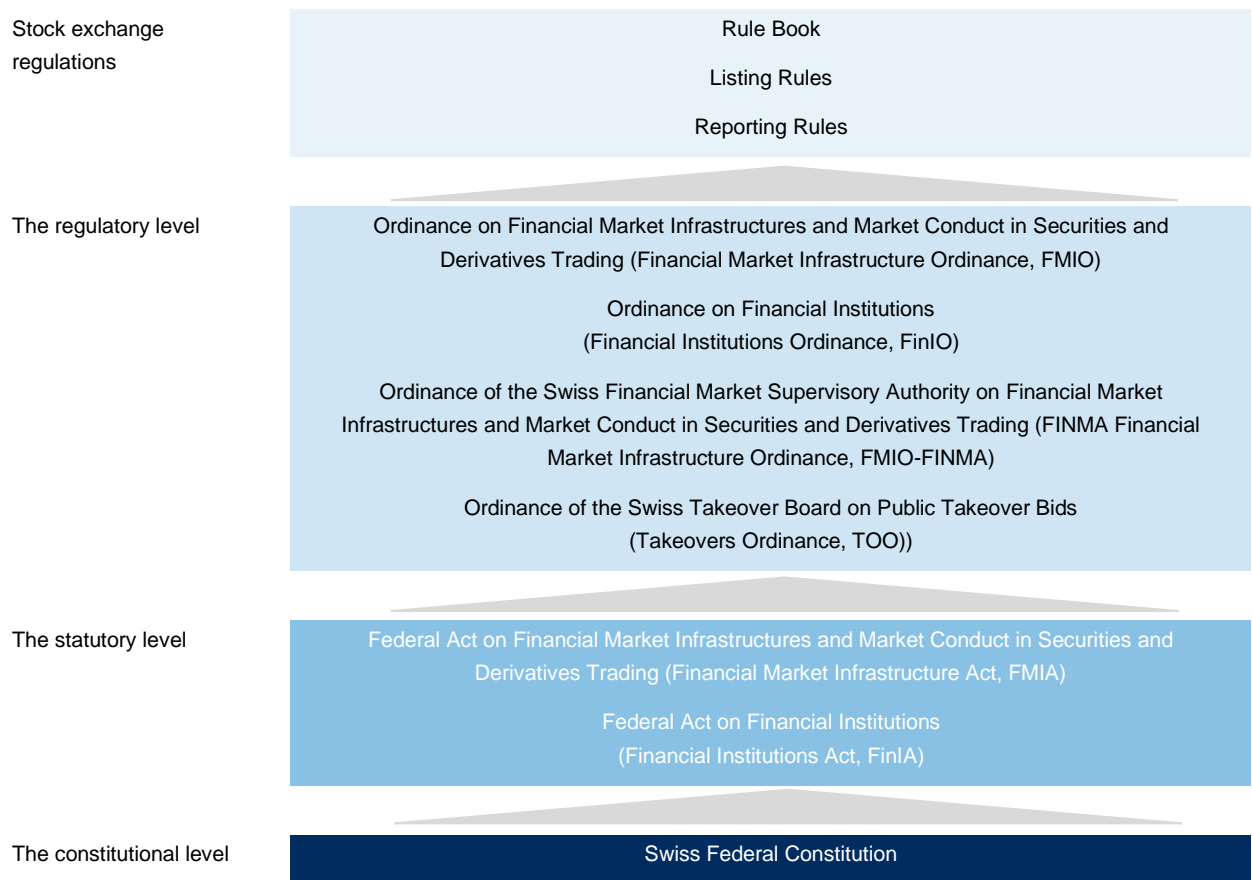 Stock exchange
regulations
Rule Book
Listing Rules
Reporting Rules
The regulatory level
Ordinance on Financial Market Infrastructures and Market Conduct in Securities and
Derivatives Trading (Financial Market Infrastructure Ordinance, FMIO)
Ordinance on Financial Institutions
(Financial Institutions Ordinance, FinIO)
Ordinance of the Swiss Financial Market Supervisory Authority on Financial Market
Infrastructures and Market Conduct in Securities and Derivatives Trading (FINMA Financial
Market Infrastructure Ordinance, FMIO-FINMA)
Ordinance of the Swiss Takeover Board on Public Takeover Bids
(Takeovers Ordinance, TOO))
The statutory level
Federal Act on Financial Market Infrastructures and Market Conduct in Securities and
Derivatives Trading (Financial Market Infrastructure Act, FMIA)
Federal Act on Financial Institutions
(Financial Institutions Act, FinIA)
The constitutional level
Swiss Federal Constitution